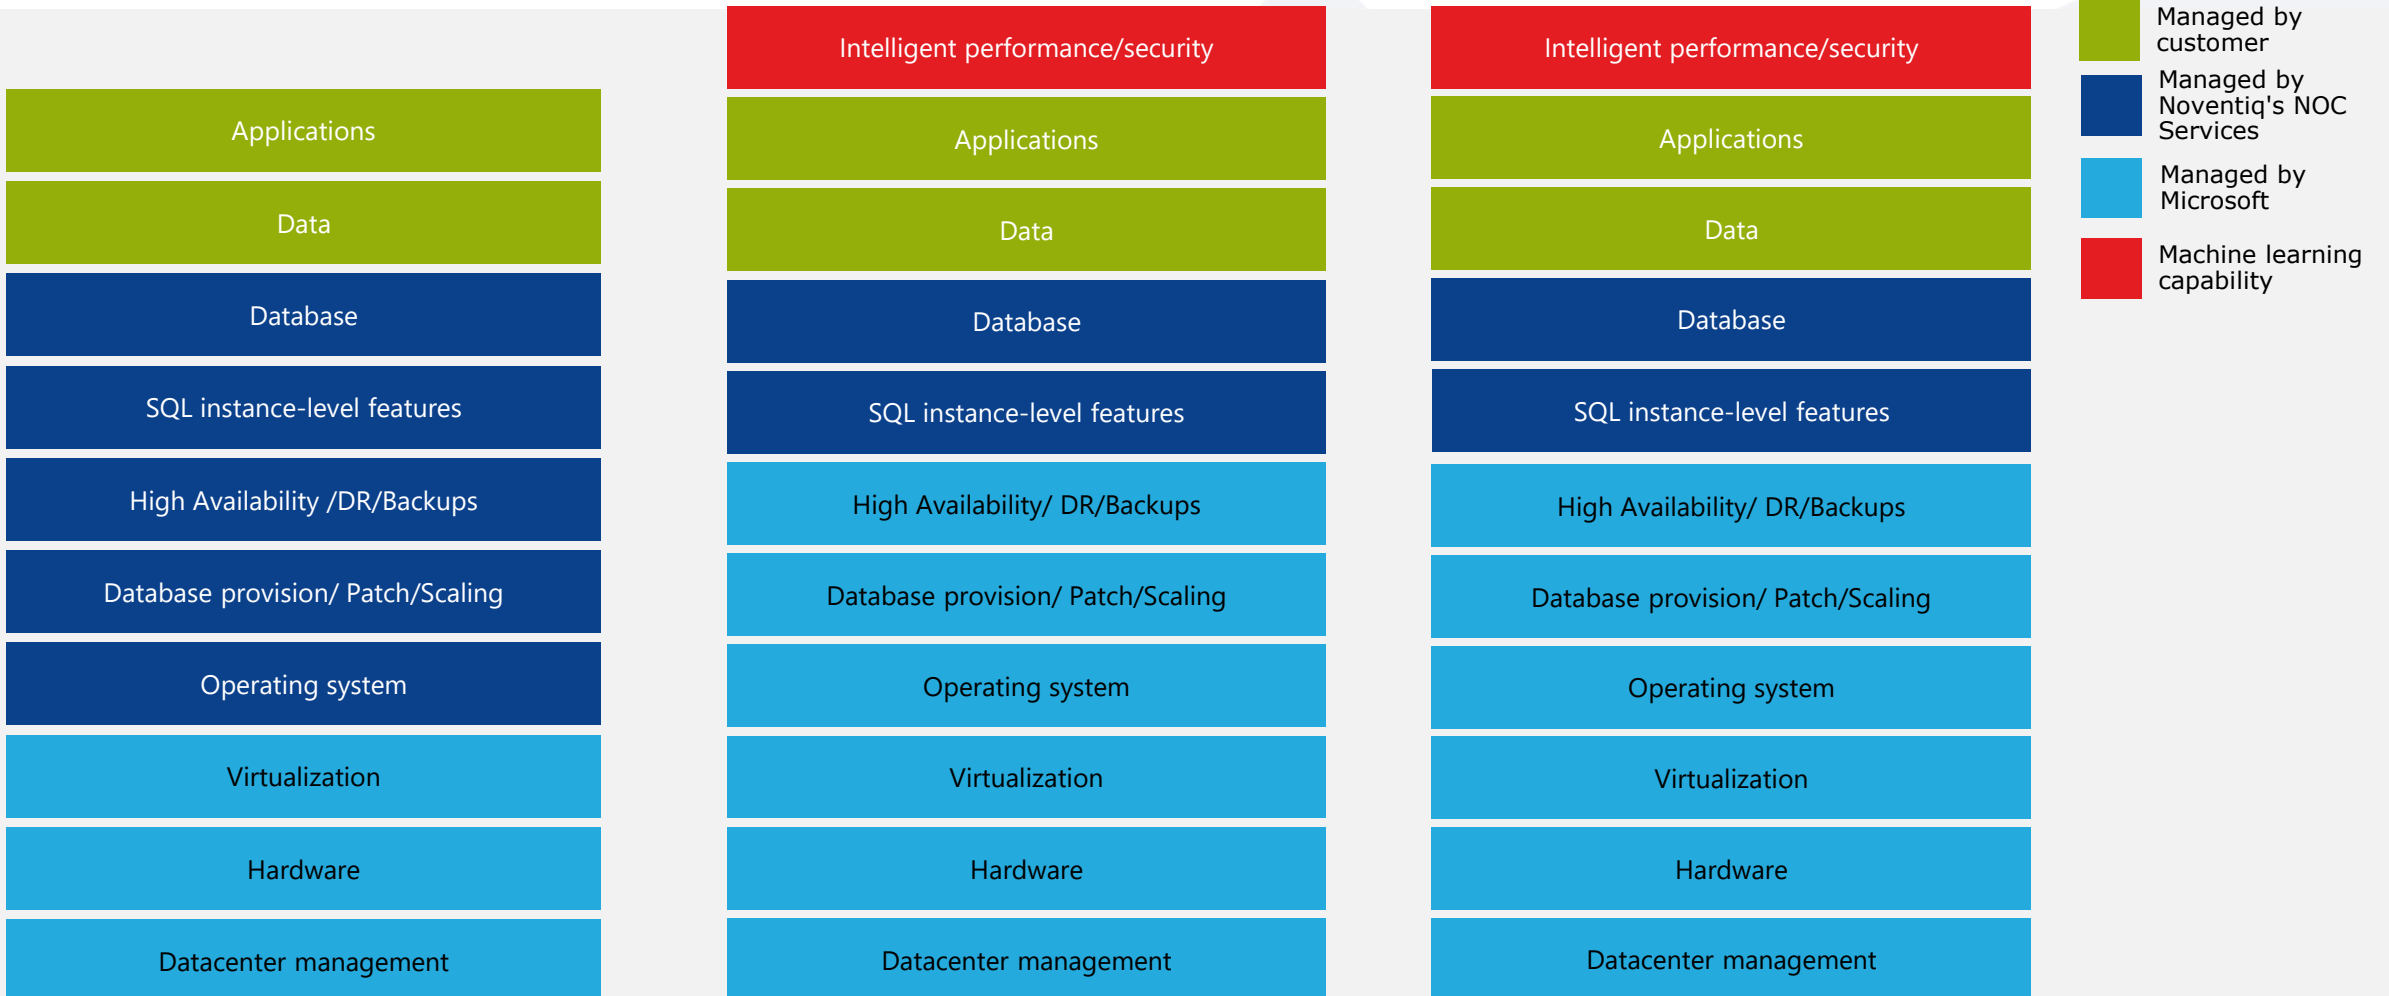 Applications
Data
Database
SQL instance-level features
High Availability /DR/Backups
Database provision/ Patch/Scaling
Operating system
Virtualization
Hardware
Datacenter management
Intelligent performance/security
Applications
Data
Database
SQL instance-level features
High Availability/ DR/Backups
Database provision/ Patch/Scaling
Operating system
Virtualization
Hardware
Datacenter management
Intelligent performance/security
Applications
Data
Database
SQL instance-level features
High Availability/ DR/Backups
Database provision/ Patch/Scaling
Operating system
Virtualization
Hardware
Datacenter management
Managed by
customer
Managed by
Noventiq's NOC
Services
Managed by
Microsoft
Machine learning
capability